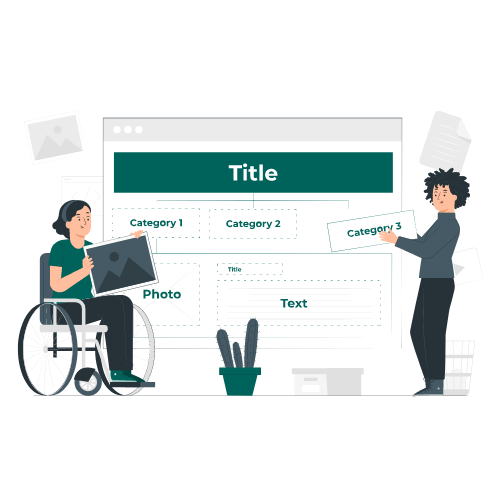 Title
Category 1
Category 2
Category 3
Title
Photo
Text